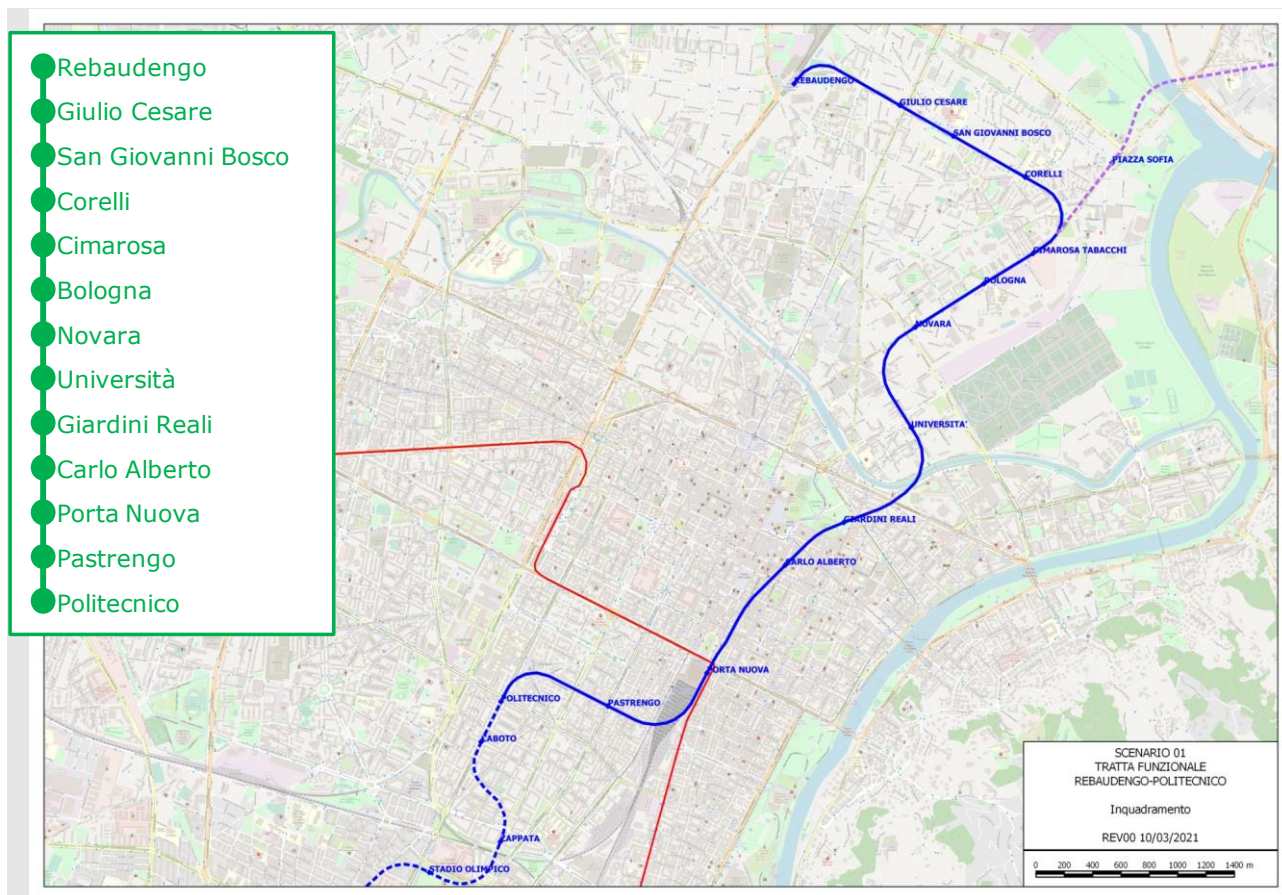 Rebaudengo
Giulio Cesare
San Giovanni Bosco
Corelli
Cimarosa
Bologna
Novara
Università
Giardini Reali
Carlo Alberto
Porta Nuova
Pastrengo
Politecnico
REBAUDENGO
GIULIO CESARE
SAN GIOVANNI BOSCO
PIAZZA SOFIA
CORELLI
CIMAROSA TABACCHI
BOLOGNA
NOVARA
UNIVERSITA'
GIARDINI REALI
CARLO ALBERTO
PORTA NUOVA
POLITECNICO
PASTRENGO
CABOTO
ZAPPATA
STADIO OLIMPICO
SCENARIO 01
TRATTA FUNZIONALE
REBAUDENGO-POLITECNICO
Inquadramento
REV00 10/03/2021
0 200 400 600 800 1000 1200 1400 m